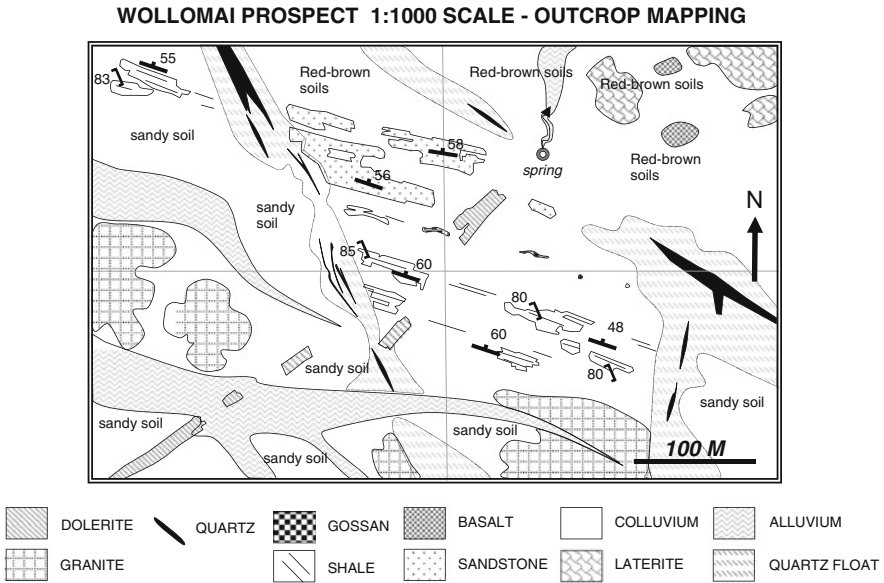 WOLLOMAI PROSPECT 1:1000 SCALE - OUTCROP MAPPING
55
83
Red-brown
soils
Red-brown soils
Red-brown soils
sandy soil
58
Red-brown
soils
spring
56
N
sandy
soil
85
60
80
48
60
80
sandy soil
sandy soil
sandy soil
sandy soil
sandy soil
100 M
DOLERITE
QUARTZ
GOSSAN
BASALT
COLLUVIUM
ALLUVIUM
GRANITE
SHALE
SANDSTONE
LATERITE
QUARTZ FLOAT